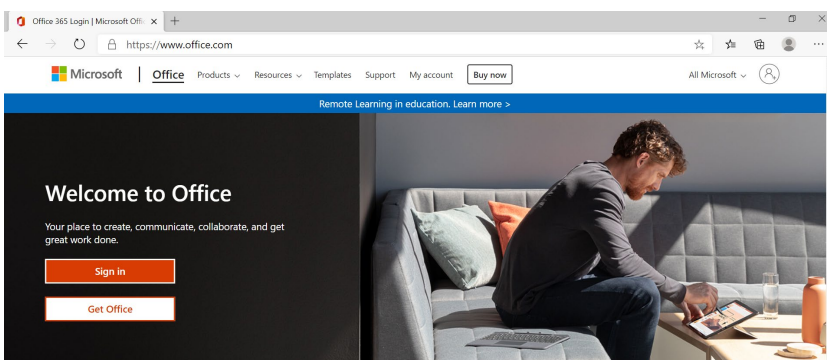 Office 365 Login | Microsoft Offic
https://www.office.com
Microsoft Office Products Resources Templates Support My account Buy now All Microsoft
Remote Learning in education. Learn more >
Welcome to Office
Your place to create, communicate, collaborate, and get
great work done.
Sign in
Get Office